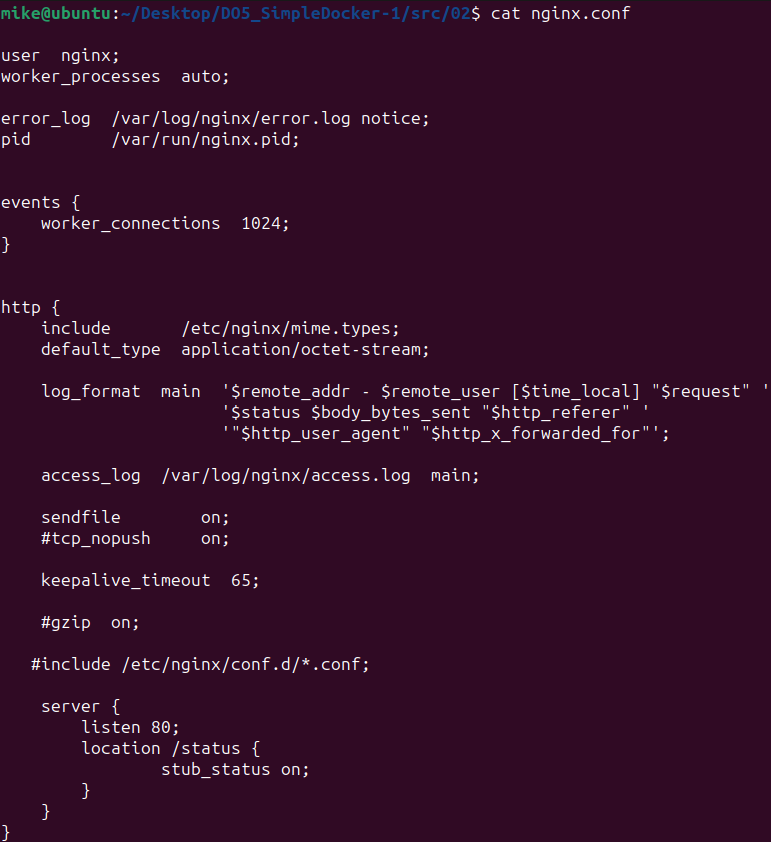 mike@ubuntu:~/Desktop/DO5_SimpleDocker-1/src/02$ cat nginx.conf

user  nginx;
worker_processes  auto;

error_log  /var/log/nginx/error.log notice;
pid        /var/run/nginx.pid;


events {
    worker_connections  1024;
}


http {
    include       /etc/nginx/mime.types;
    default_type  application/octet-stream;

    log_format  main  '$remote_addr - $remote_user [$time_local] "$request" '
                      '$status $body_bytes_sent "$http_referer" '
                      '"$http_user_agent" "$http_x_forwarded_for"';

    access_log  /var/log/nginx/access.log  main;

    sendfile        on;
    #tcp_nopush     on;

    keepalive_timeout  65;

    #gzip  on;

   #include /etc/nginx/conf.d/*.conf;

    server {
        listen 80;
        location /status {
                stub_status on;
        }
    }
}